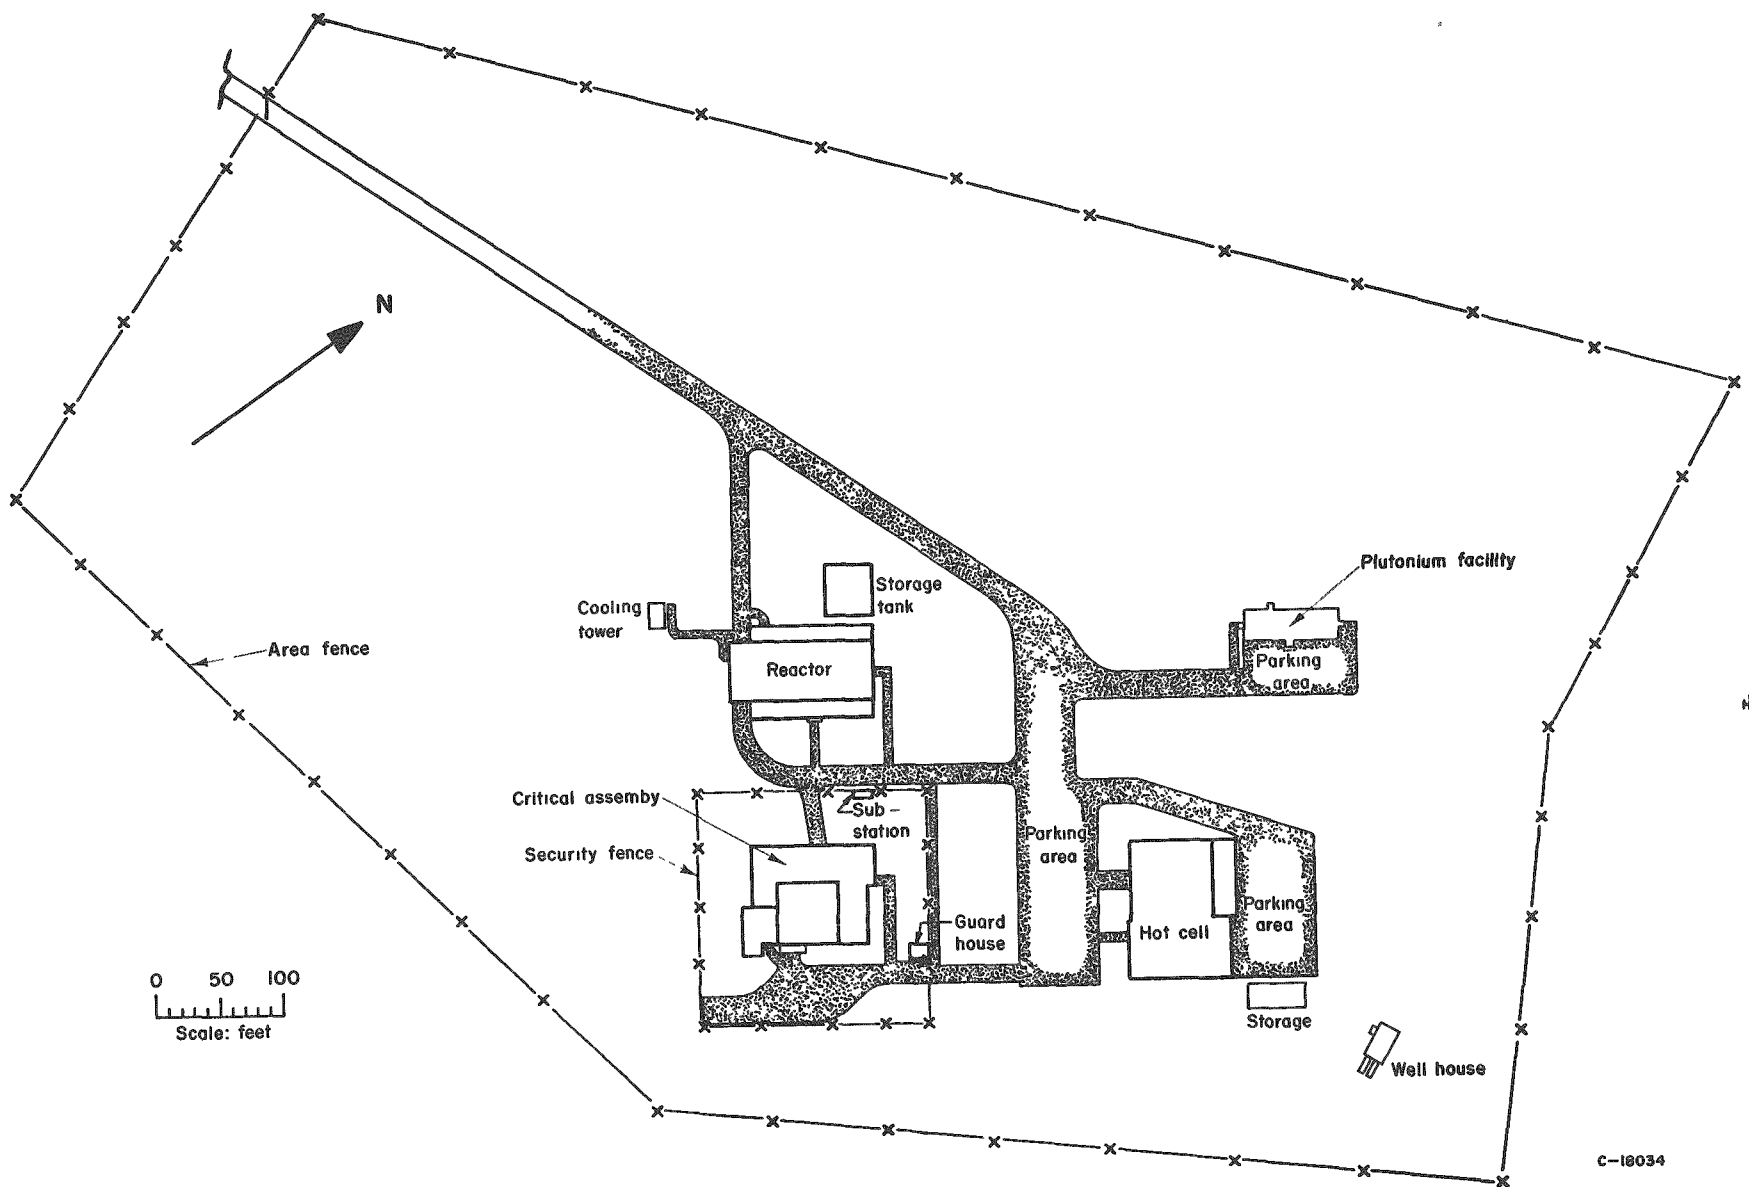 N
Plutonium facility
Storage
tank
Cooling
tower
Area fence
Reactor
Parking
area
Critical assemby
Sub-
station
Security fence
Parking
area
Parking
area
Guard
house
Hot cell
0 50 100
Scale: feet
Storage
Well house
C-18034